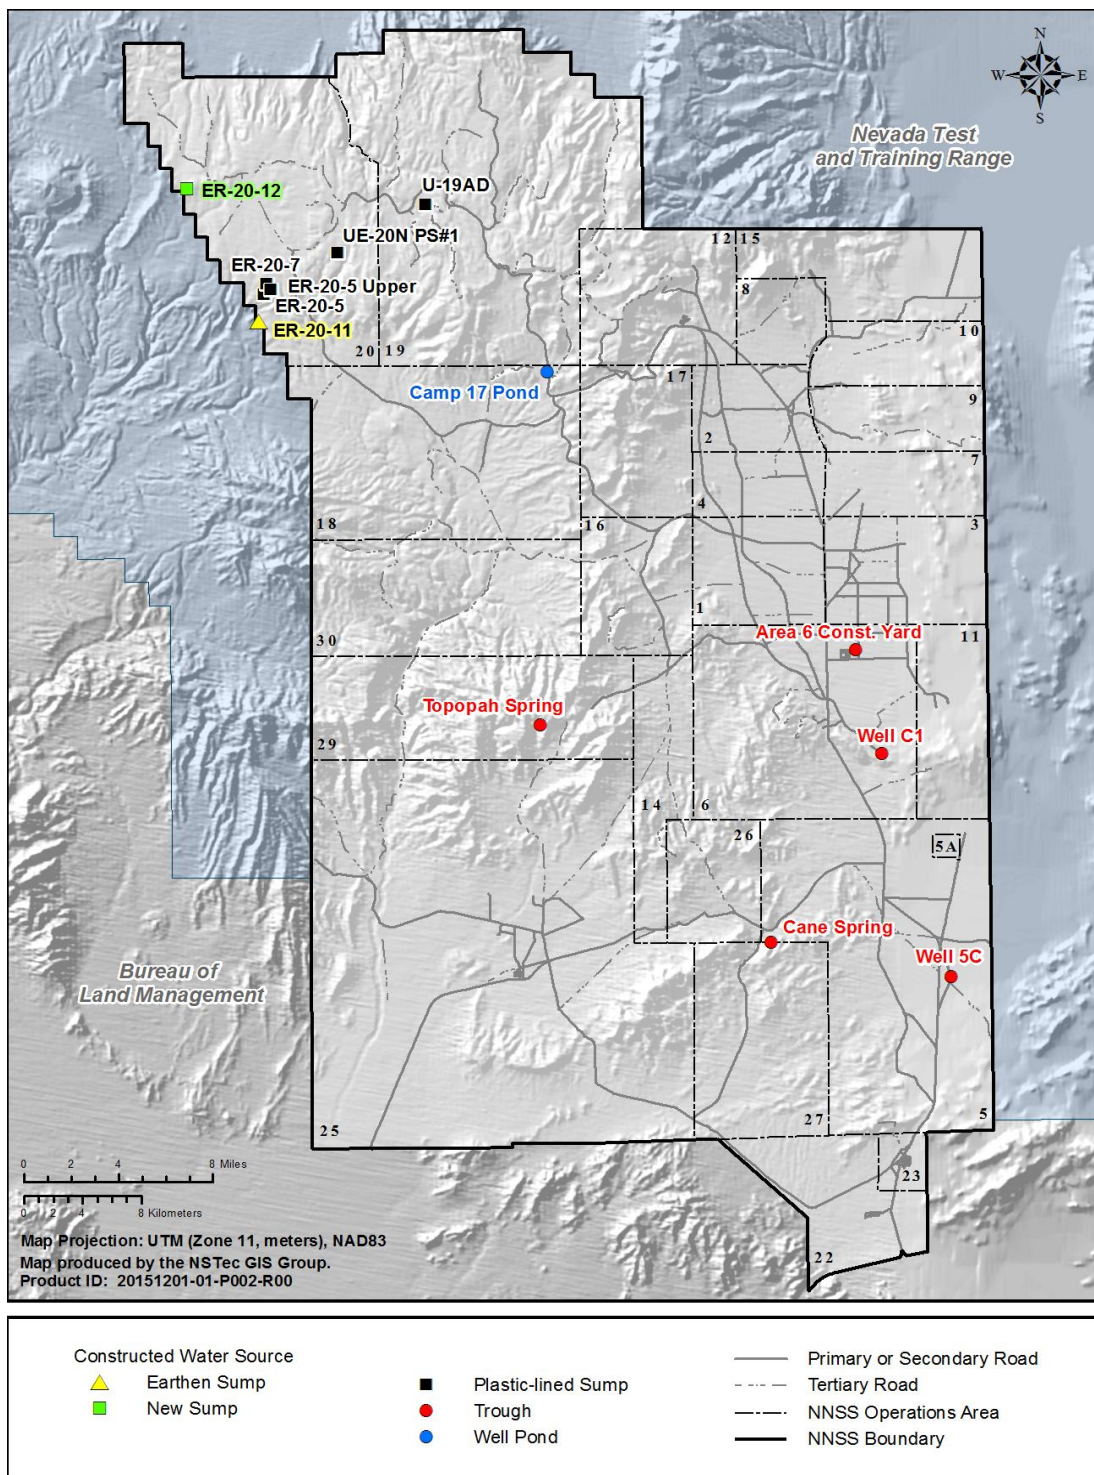 N
W E
S
Nevada Test
and Training Range
ER-20-12
U-19AD
UE-20N PS#1
ER-20-7
ER-20-5 Upper
ER-20-5
ER-20-11
12 15
8
10
20 19
17
9
Camp 17 Pond
2
7
4
18
16
3
1
30
11
Area 6 Const. Yard
Topopah Spring
Well C1
29
14
6
26
5A
Cane Spring
Well 5C
Bureau of
Land Management
25
27
5
23
22
0 2 4 8 Miles
0 2 4 8 Kilometers
Map Projection: UTM (Zone 11, meters), NAD83
Map produced by the NSTec GIS Group.
Product ID: 20151201-01-P002-R00
Constructed Water Source
Earthen Sump
New Sump
Plastic-lined Sump
Trough
Well Pond
Primary or Secondary Road
Tertiary Road
NNSS Operations Area
NNSS Boundary